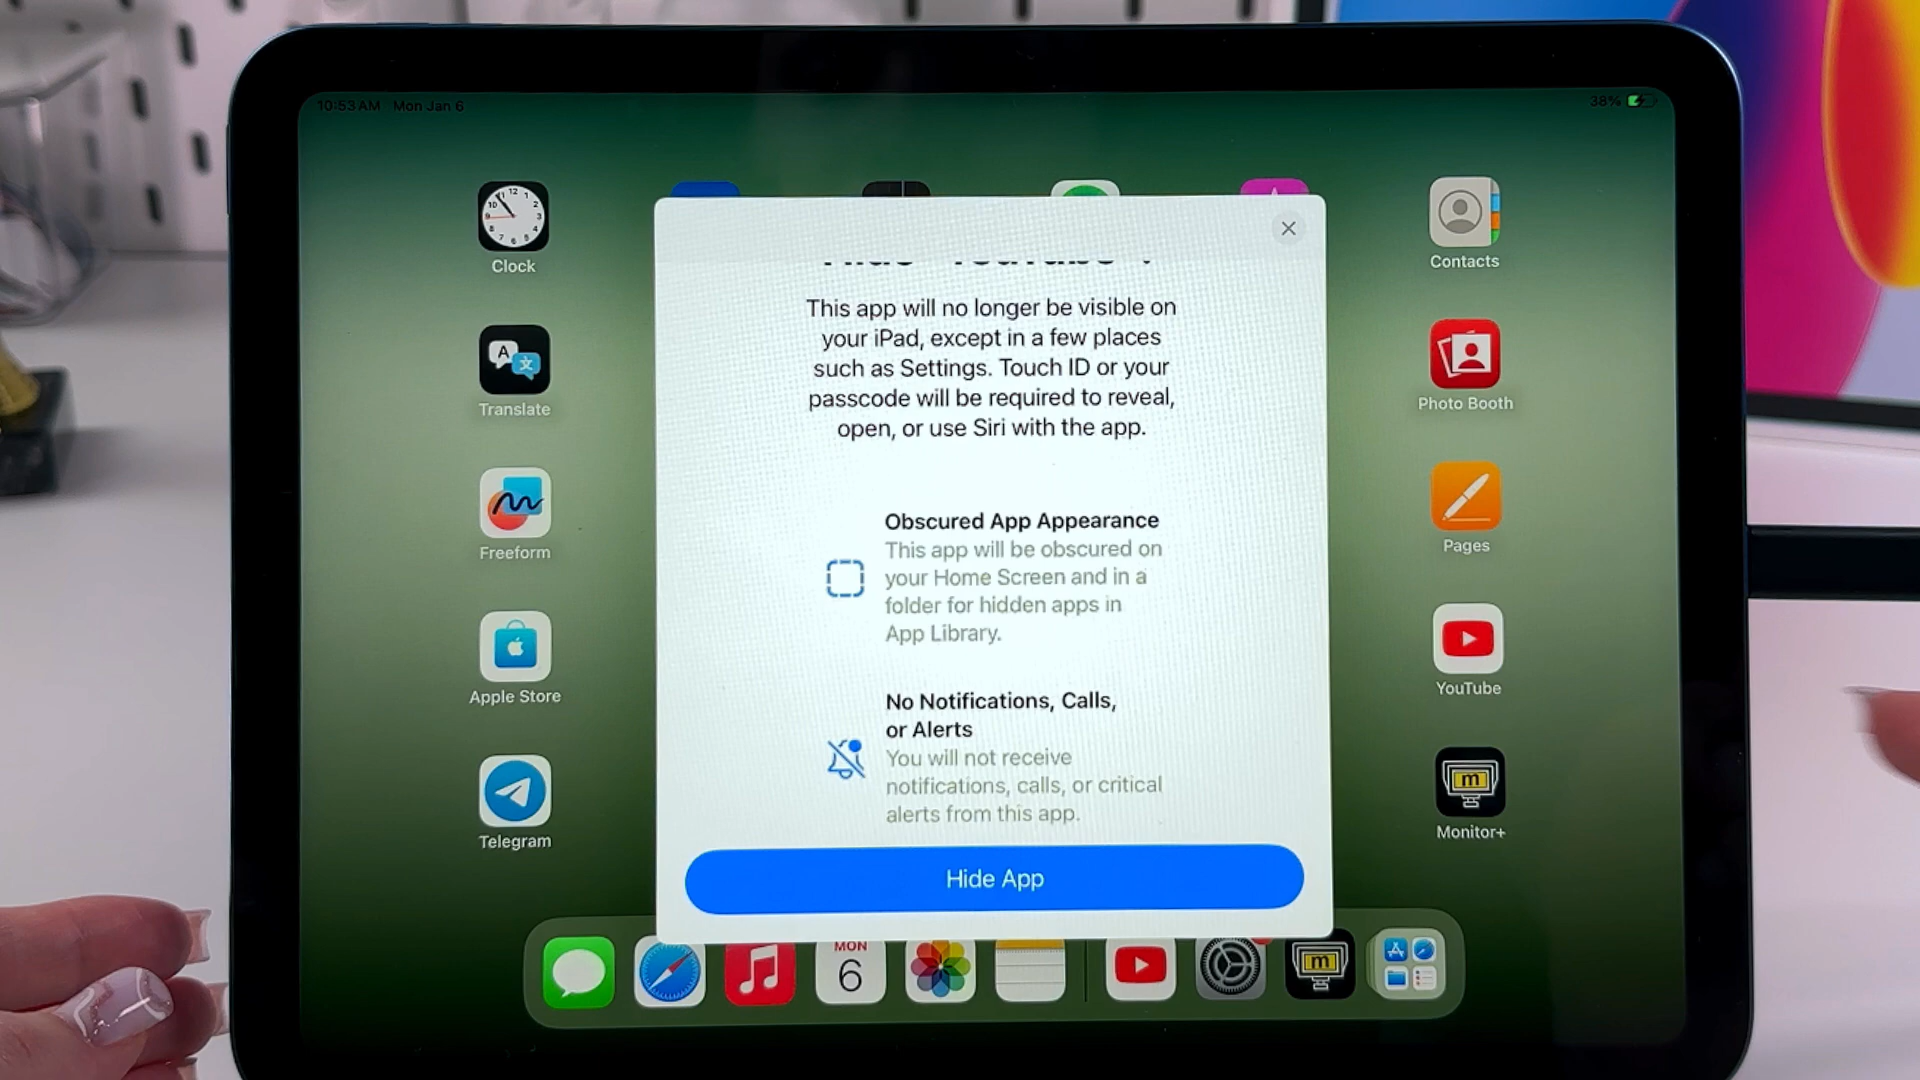 10:53 AM Mon Jan 6
38%
Clock
Contacts
This app will no longer be visible on
your iPad, except in a few places
such as Settings. Touch ID or your
passcode will be required to reveal,
open, or use Siri with the app.
Translate
Photo Booth
Obscured App Appearance
This app will be obscured on
your Home Screen and in a
folder for hidden apps in
App Library.
Freeform
Pages
Apple Store
YouTube
No Notifications, Calls,
or Alerts
You will not receive
notifications, calls, or critical
alerts from this app.
Telegram
m
Monitor+
Hide App
MON
6
m